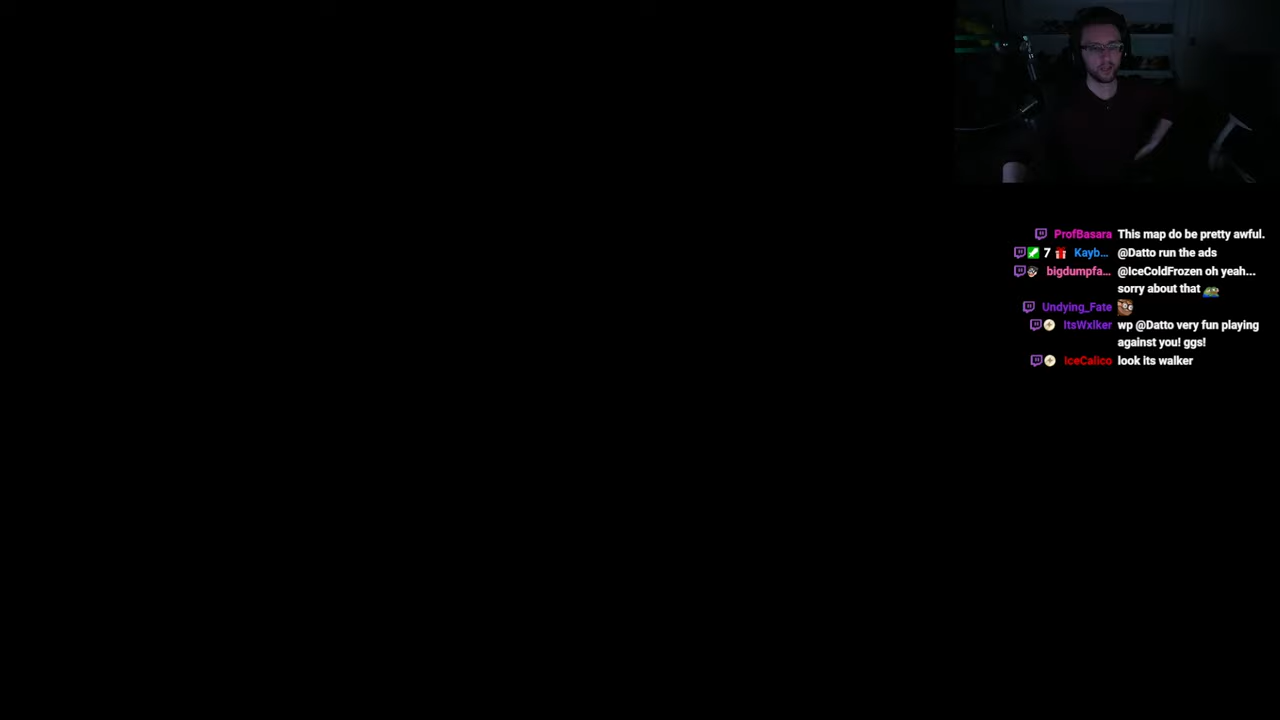 ProfBasara This map do be pretty awful.
7 Kayb... @Datto run the ads
bigdumpfa... @IceColdFrozen oh yeah...
sorry about that
Undying_Fate
ItsWxlker wp @Datto very fun playing
against you! ggs!
IceCalico look its walker